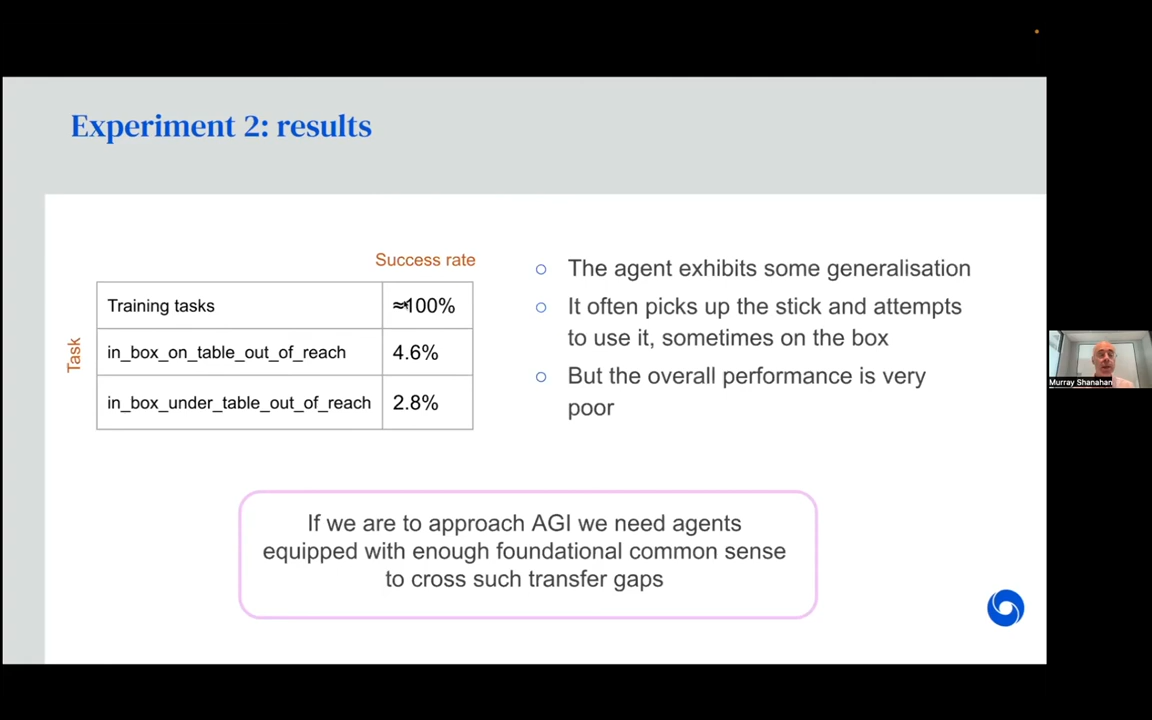 Experiment 2: results
Success rate
Task
Training tasks ≈100%
in_box_on_table_out_of_reach 4.6%
in_box_under_table_out_of_reach 2.8%
The agent exhibits some generalisation
It often picks up the stick and attempts
to use it, sometimes on the box
But the overall performance is very
poor
If we are to approach AGI we need agents
equipped with enough foundational common sense
to cross such transfer gaps
Murray Shanahan